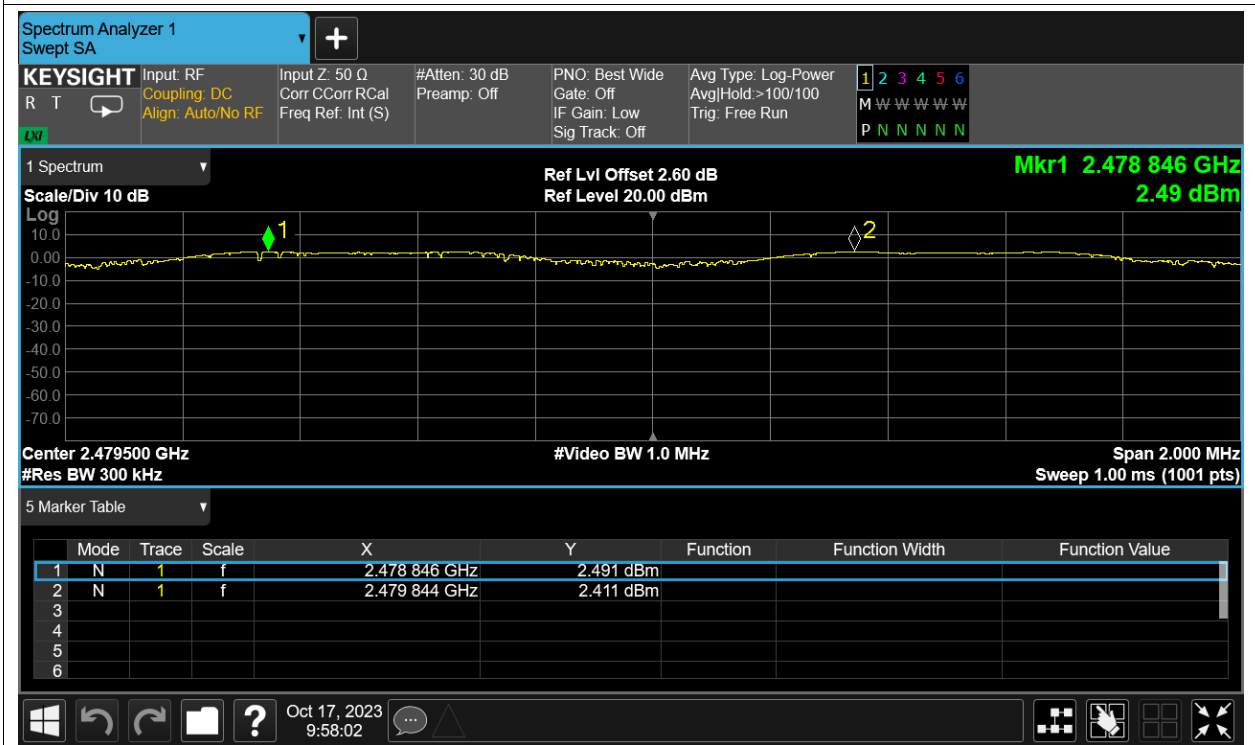 Spectrum Analyzer 1
Swept SA
KEYSIGHT
R T
LXI
Input: RF
Coupling: DC
Align: Auto/No RF
Input Z: 50 Ω
Corr CCorr RCal
Freq Ref: Int (S)
#Atten: 30 dB
Preamp: Off
PNO: Best Wide
Gate: Off
IF Gain: Low
Sig Track: Off
Avg Type: Log-Power
Avg|Hold:>100/100
Trig: Free Run
1 2 3 4 5 6
M W W W W W
P N N N N N
1 Spectrum
Scale/Div 10 dB
Ref Lvl Offset 2.60 dB
Ref Level 20.00 dBm
Mkr1 2.478 846 GHz
2.49 dBm
Log
10.0
0.00
-10.0
-20.0
-30.0
-40.0
-50.0
-60.0
-70.0
1
2
Center 2.479500 GHz
#Video BW 1.0 MHz
Span 2.000 MHz
#Res BW 300 kHz
Sweep 1.00 ms (1001 pts)
5 Marker Table
Mode Trace Scale X Y Function Function Width Function Value
1 N 1 f 2.478 846 GHz 2.491 dBm
2 N 1 f 2.479 844 GHz 2.411 dBm
3
4
5
6
?
Oct 17, 2023
9:58:02